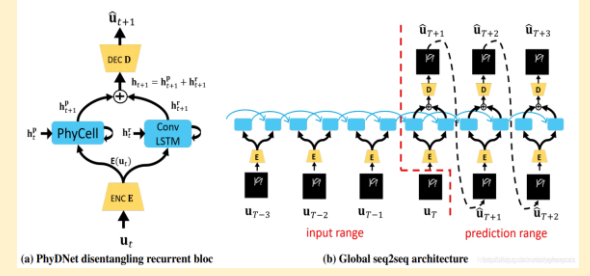 û_{t+1}
DEC D
h_{t+1} = h^p_{t+1} + h^r_{t+1}
h^p_{t+1}
h^r_{t+1}
h^p_t
PhyCell
h^r_t
Conv
LSTM
E(u_t)
ENC E
u_t
(a) PhyDNet disentangling recurrent bloc
û_{T+1} û_{T+2} û_{T+3}
D D D
E E E E E E
u_{T-3} u_{T-2} u_{T-1} u_T û_{T+1} û_{T+2}
input range prediction range
(b) Global seq2seq architecture